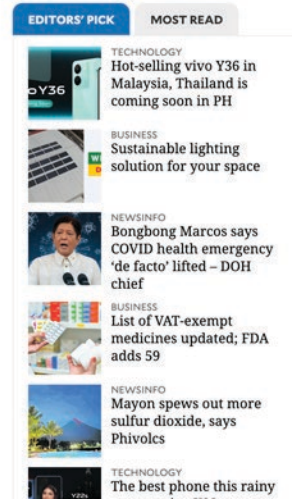 EDITORS' PICK
MOST READ
TECHNOLOGY
Hot-selling vivo Y36 in
Malaysia, Thailand is
coming soon in PH
BUSINESS
Sustainable lighting
solution for your space
NEWSINFO
Bongbong Marcos says
COVID health emergency
‘de facto’ lifted – DOH
chief
BUSINESS
List of VAT-exempt
medicines updated; FDA
adds 59
NEWSINFO
Mayon spews out more
sulfur dioxide, says
Phivolcs
TECHNOLOGY
The best phone this rainy
o Y36
Y22s